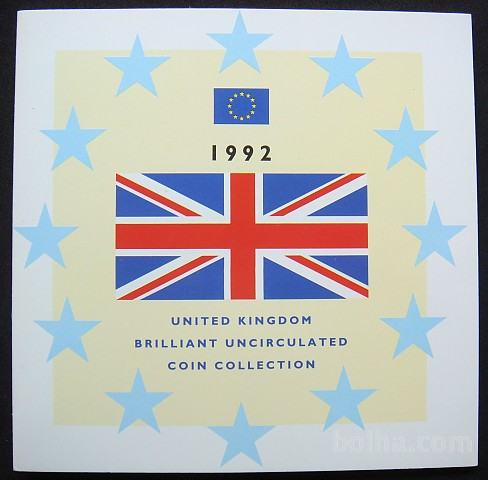 1992
UNITED KINGDOM
BRILLIANT UNCIRCULATED
COIN COLLECTION
bolha.com